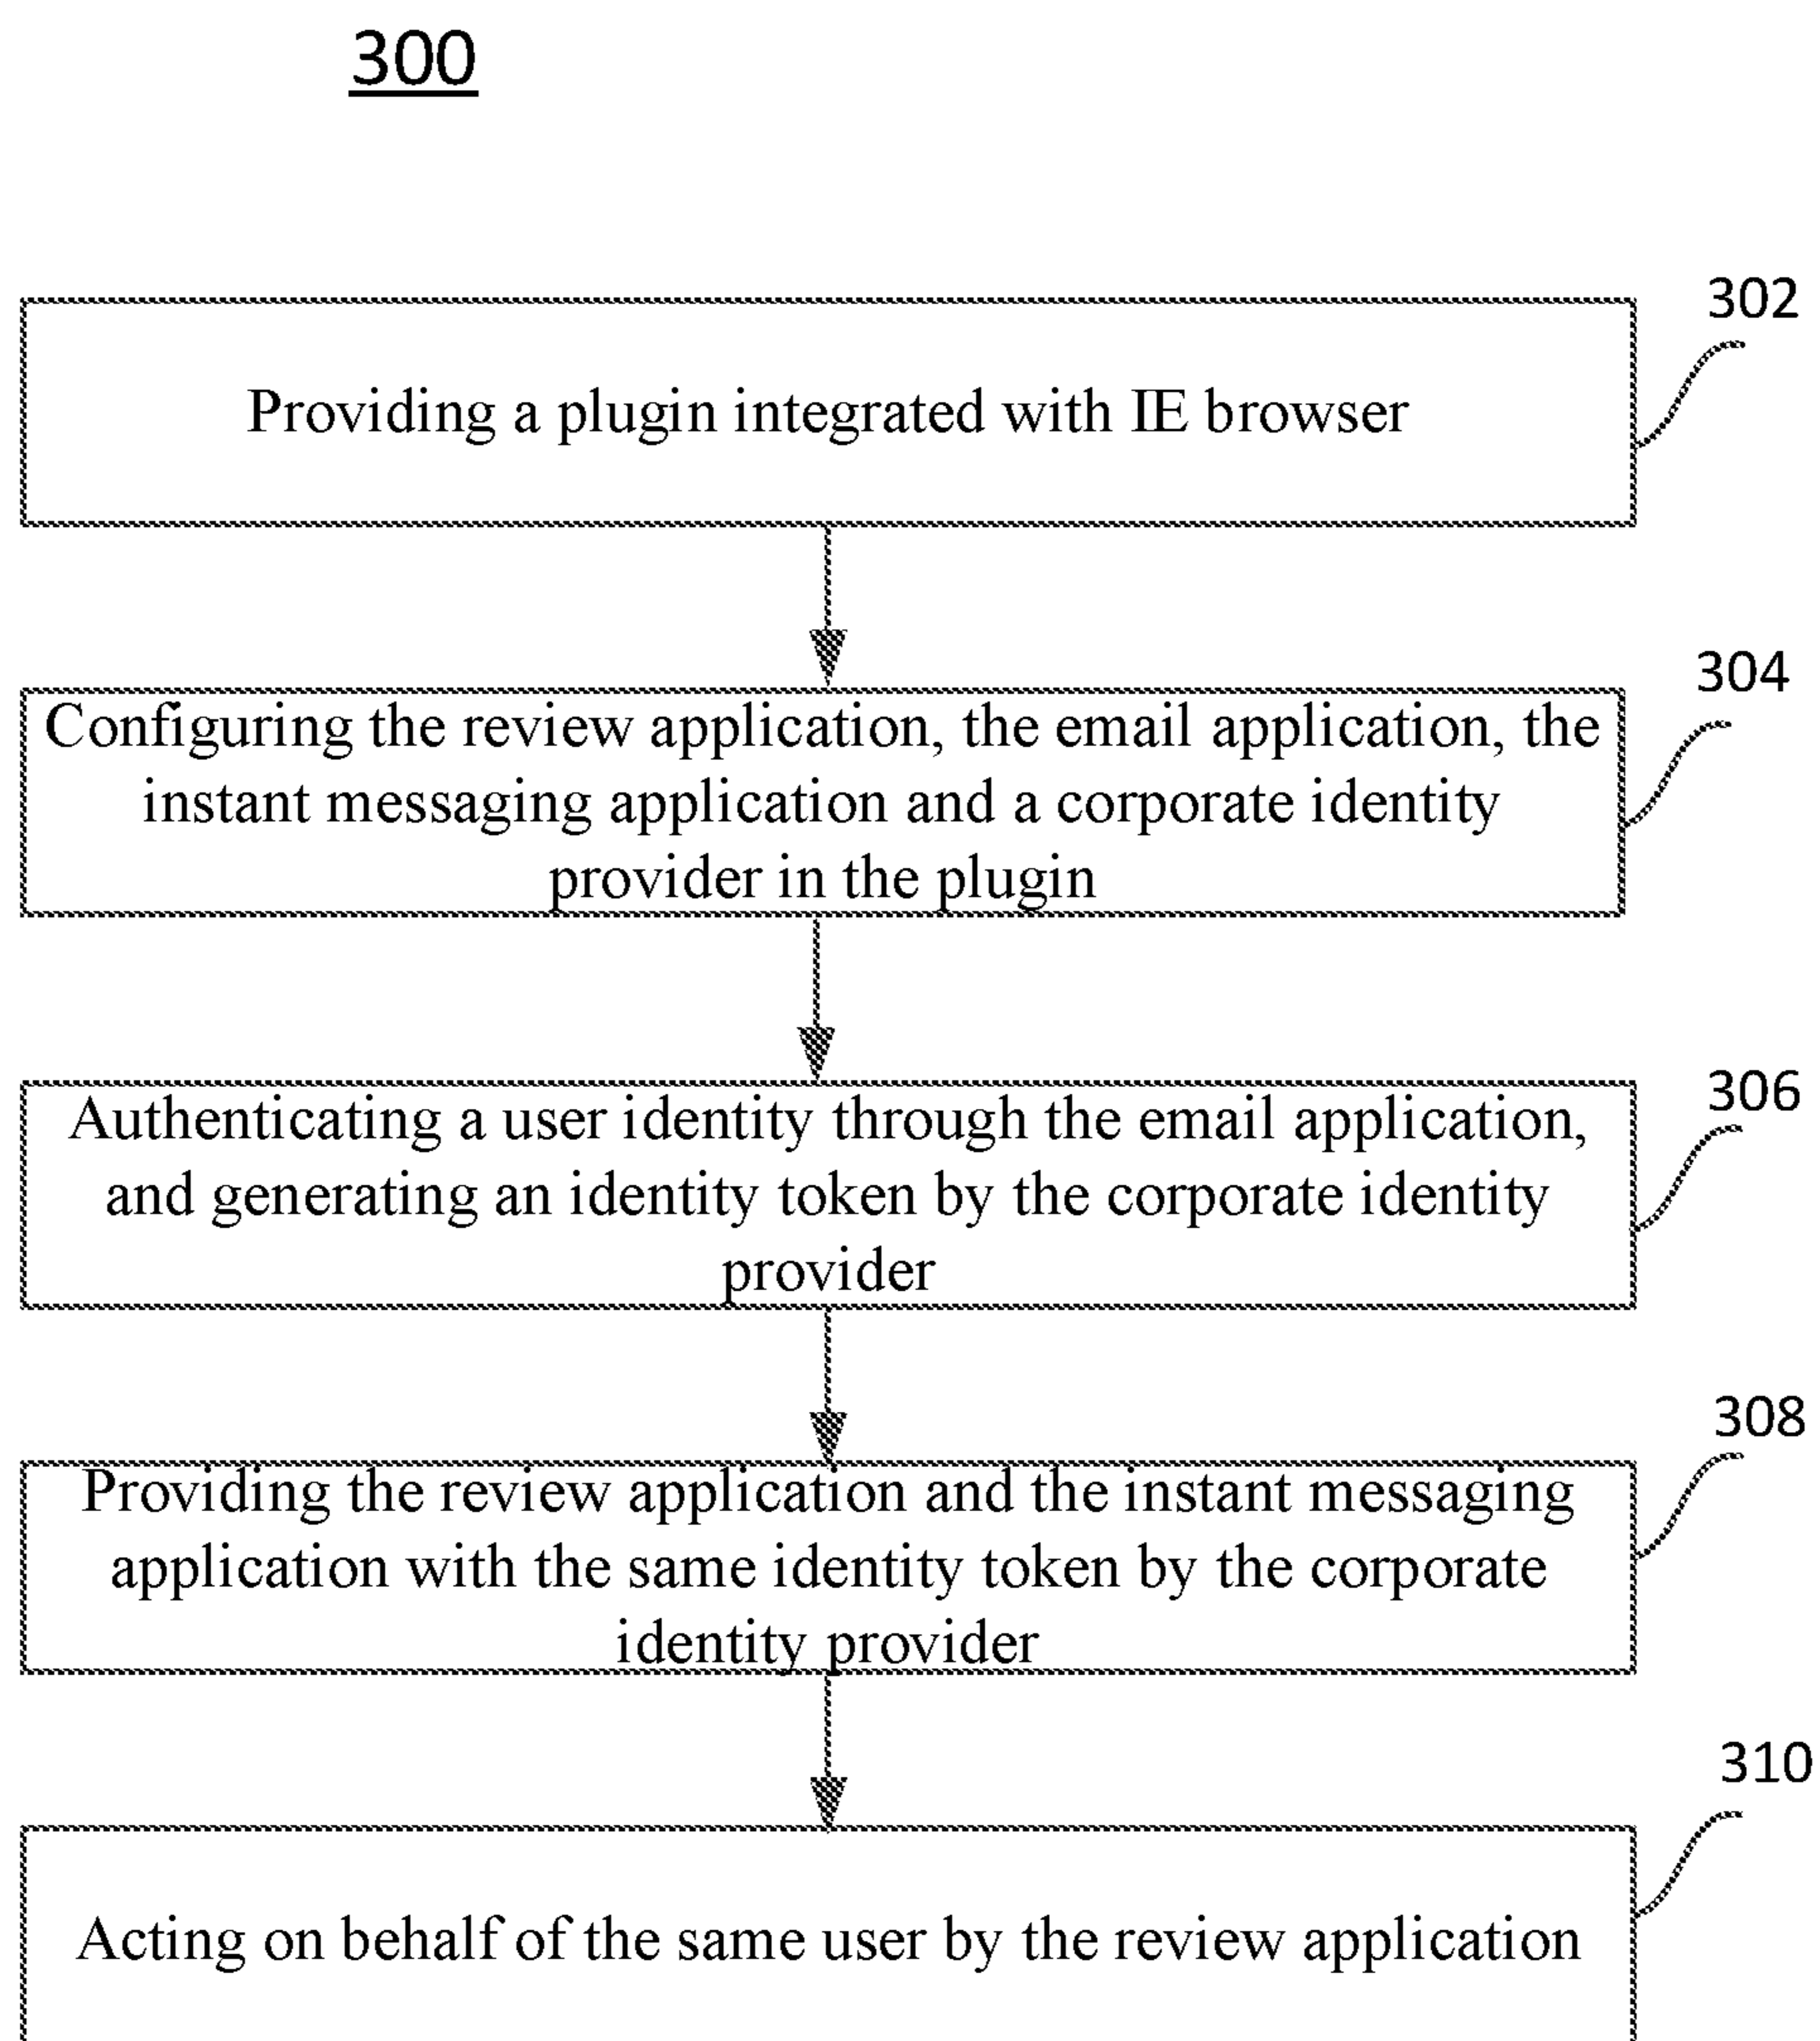 300
302
Providing a plugin integrated with IE browser
304
Configuring the review application, the email application, the
instant messaging application and a corporate identity
provider in the plugin
306
Authenticating a user identity through the email application,
and generating an identity token by the corporate identity
provider
308
Providing the review application and the instant messaging
application with the same identity token by the corporate
identity provider
310
Acting on behalf of the same user by the review application